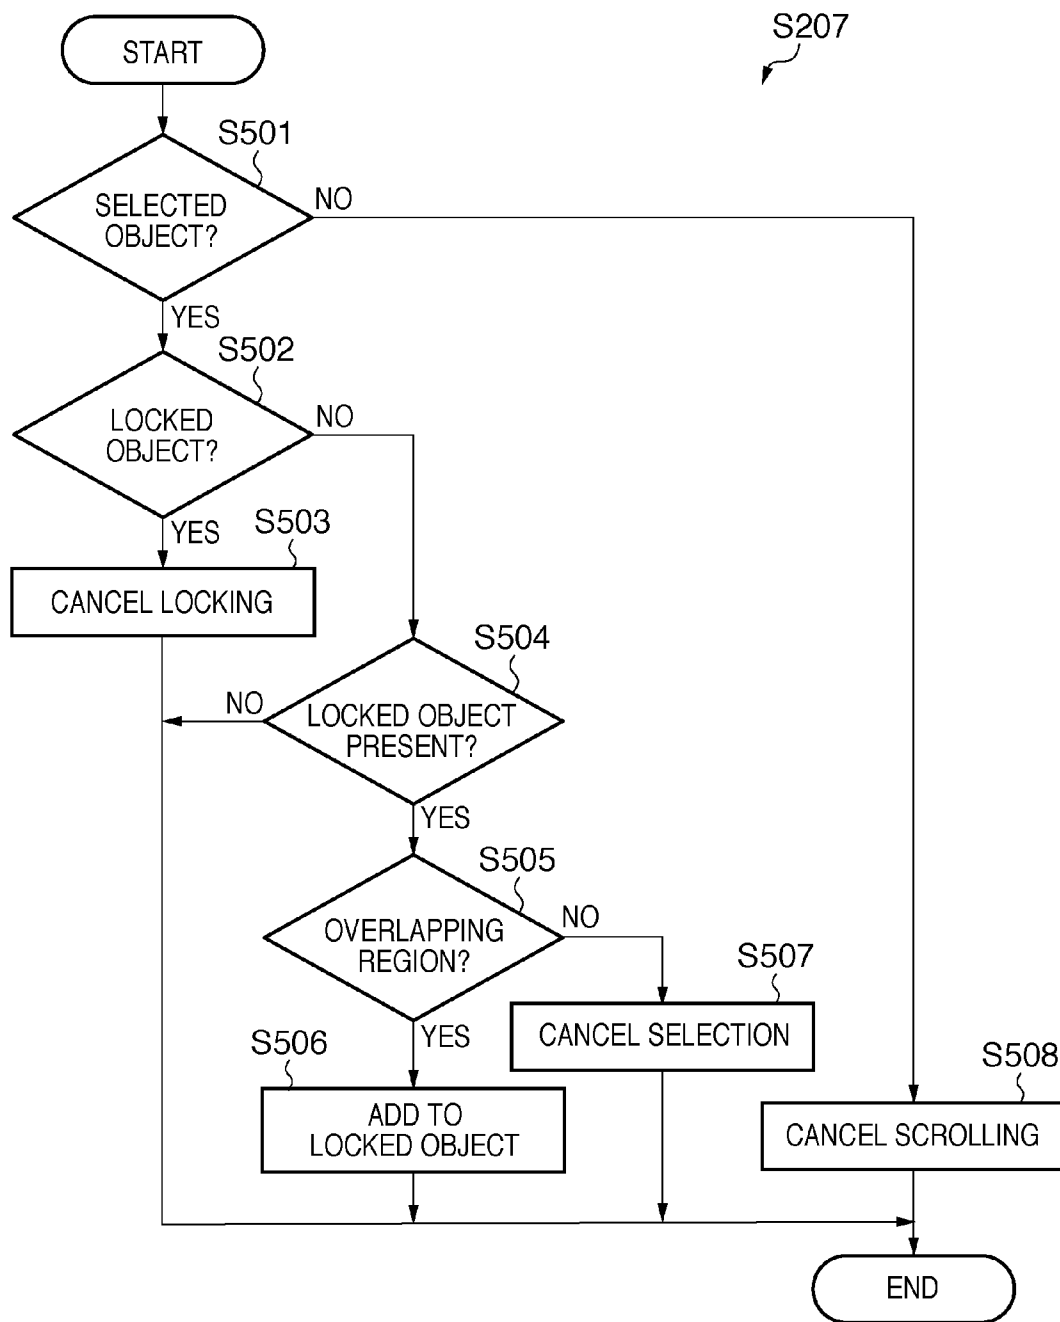 S207
START
S501
SELECTED
OBJECT?
NO
YES
S502
LOCKED
OBJECT?
NO
YES
S503
CANCEL LOCKING
S504
LOCKED OBJECT
PRESENT?
NO
YES
S505
OVERLAPPING
REGION?
NO
YES
S507
CANCEL SELECTION
S506
ADD TO
LOCKED OBJECT
S508
CANCEL SCROLLING
END